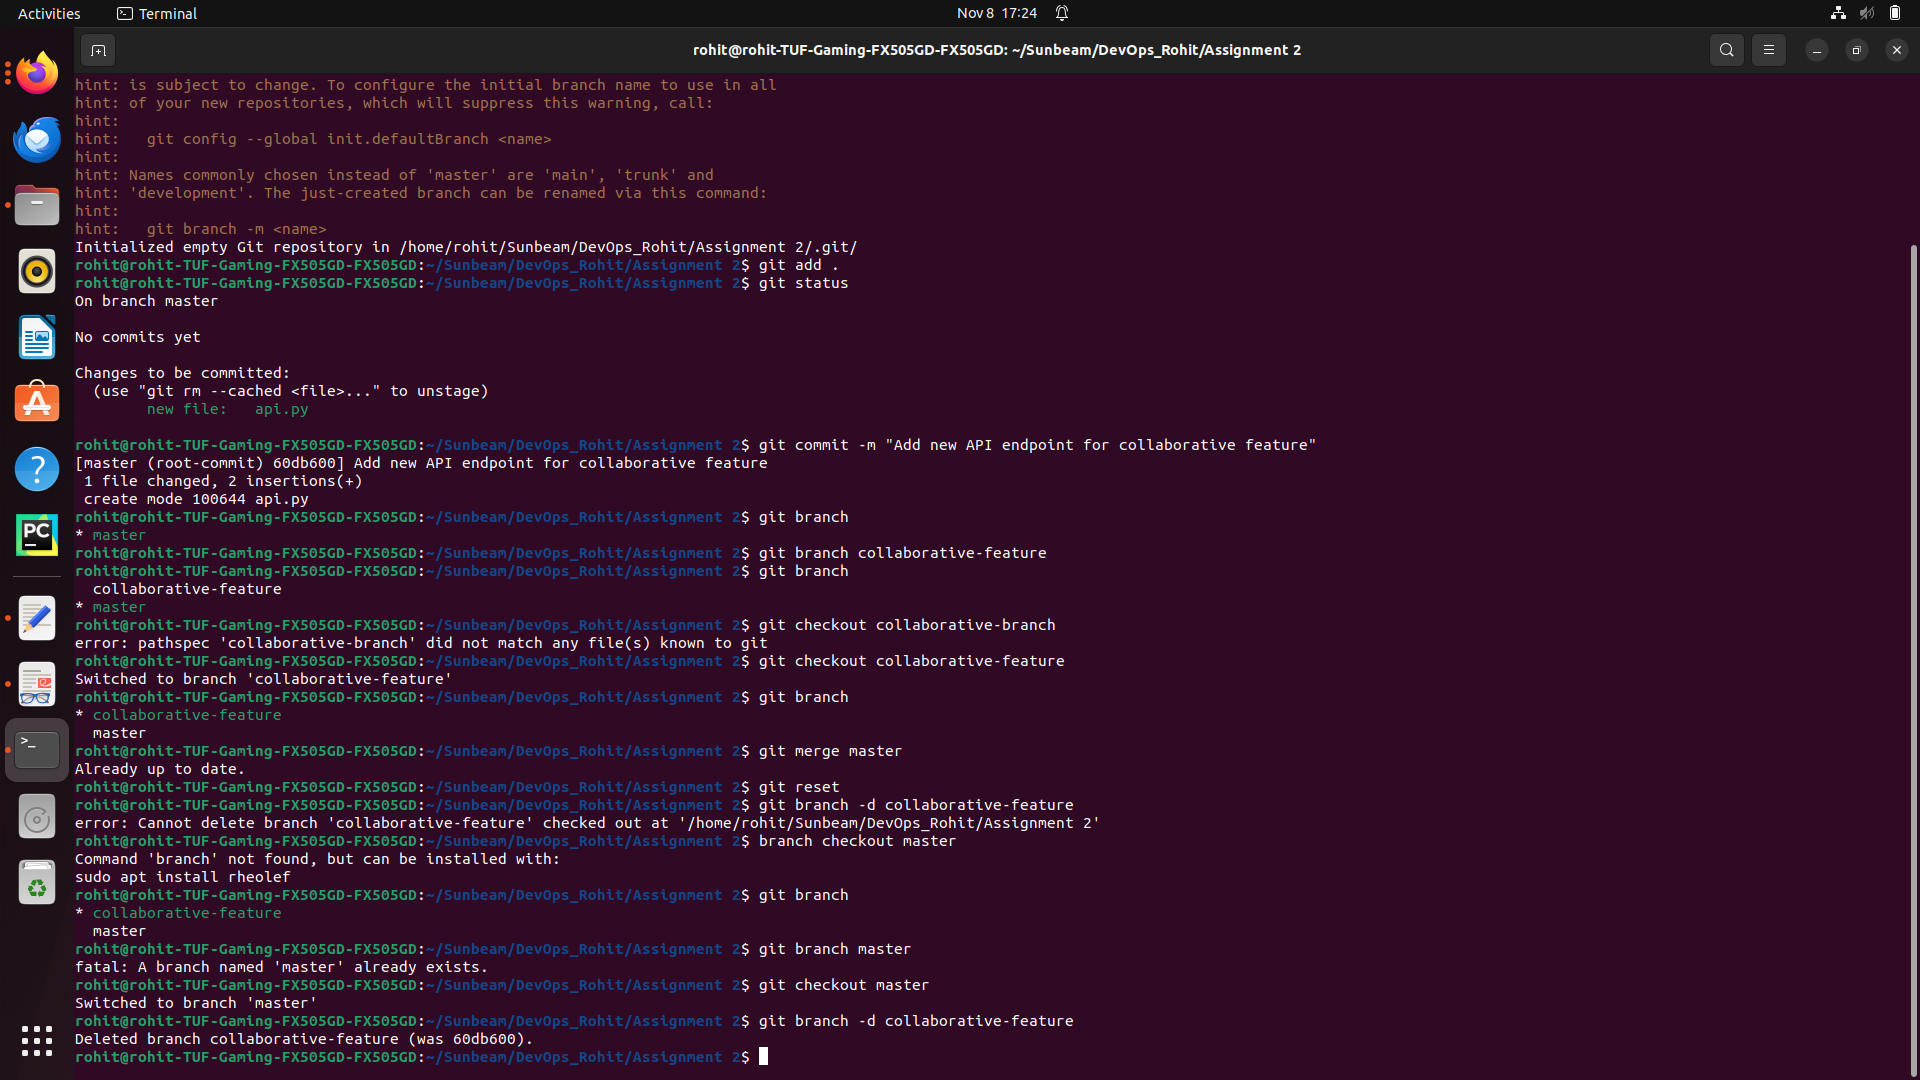 Activities
Terminal
Nov 8 17:24
rohit@rohit-TUF-Gaming-FX505GD-FX505GD: ~/Sunbeam/DevOps_Rohit/Assignment 2
hint: is subject to change. To configure the initial branch name to use in all
hint: of your new repositories, which will suppress this warning, call:
hint:
hint:   git config --global init.defaultBranch <name>
hint:
hint: Names commonly chosen instead of 'master' are 'main', 'trunk' and
hint: 'development'. The just-created branch can be renamed via this command:
hint:
hint:   git branch -m <name>
Initialized empty Git repository in /home/rohit/Sunbeam/DevOps_Rohit/Assignment 2/.git/
rohit@rohit-TUF-Gaming-FX505GD-FX505GD:~/Sunbeam/DevOps_Rohit/Assignment 2$ git add .
rohit@rohit-TUF-Gaming-FX505GD-FX505GD:~/Sunbeam/DevOps_Rohit/Assignment 2$ git status
On branch master
No commits yet
Changes to be committed:
  (use "git rm --cached <file>..." to unstage)
        new file:   api.py
rohit@rohit-TUF-Gaming-FX505GD-FX505GD:~/Sunbeam/DevOps_Rohit/Assignment 2$ git commit -m "Add new API endpoint for collaborative feature"
[master (root-commit) 60db600] Add new API endpoint for collaborative feature
 1 file changed, 2 insertions(+)
 create mode 100644 api.py
rohit@rohit-TUF-Gaming-FX505GD-FX505GD:~/Sunbeam/DevOps_Rohit/Assignment 2$ git branch
* master
rohit@rohit-TUF-Gaming-FX505GD-FX505GD:~/Sunbeam/DevOps_Rohit/Assignment 2$ git branch collaborative-feature
rohit@rohit-TUF-Gaming-FX505GD-FX505GD:~/Sunbeam/DevOps_Rohit/Assignment 2$ git branch
  collaborative-feature
* master
rohit@rohit-TUF-Gaming-FX505GD-FX505GD:~/Sunbeam/DevOps_Rohit/Assignment 2$ git checkout collaborative-branch
error: pathspec 'collaborative-branch' did not match any file(s) known to git
rohit@rohit-TUF-Gaming-FX505GD-FX505GD:~/Sunbeam/DevOps_Rohit/Assignment 2$ git checkout collaborative-feature
Switched to branch 'collaborative-feature'
rohit@rohit-TUF-Gaming-FX505GD-FX505GD:~/Sunbeam/DevOps_Rohit/Assignment 2$ git branch
* collaborative-feature
  master
rohit@rohit-TUF-Gaming-FX505GD-FX505GD:~/Sunbeam/DevOps_Rohit/Assignment 2$ git merge master
Already up to date.
rohit@rohit-TUF-Gaming-FX505GD-FX505GD:~/Sunbeam/DevOps_Rohit/Assignment 2$ git reset
rohit@rohit-TUF-Gaming-FX505GD-FX505GD:~/Sunbeam/DevOps_Rohit/Assignment 2$ git branch -d collaborative-feature
error: Cannot delete branch 'collaborative-feature' checked out at '/home/rohit/Sunbeam/DevOps_Rohit/Assignment 2'
rohit@rohit-TUF-Gaming-FX505GD-FX505GD:~/Sunbeam/DevOps_Rohit/Assignment 2$ branch checkout master
Command 'branch' not found, but can be installed with:
sudo apt install rheolef
rohit@rohit-TUF-Gaming-FX505GD-FX505GD:~/Sunbeam/DevOps_Rohit/Assignment 2$ git branch
* collaborative-feature
  master
rohit@rohit-TUF-Gaming-FX505GD-FX505GD:~/Sunbeam/DevOps_Rohit/Assignment 2$ git branch master
fatal: A branch named 'master' already exists.
rohit@rohit-TUF-Gaming-FX505GD-FX505GD:~/Sunbeam/DevOps_Rohit/Assignment 2$ git checkout master
Switched to branch 'master'
rohit@rohit-TUF-Gaming-FX505GD-FX505GD:~/Sunbeam/DevOps_Rohit/Assignment 2$ git branch -d collaborative-feature
Deleted branch collaborative-feature (was 60db600).
rohit@rohit-TUF-Gaming-FX505GD-FX505GD:~/Sunbeam/DevOps_Rohit/Assignment 2$
PC